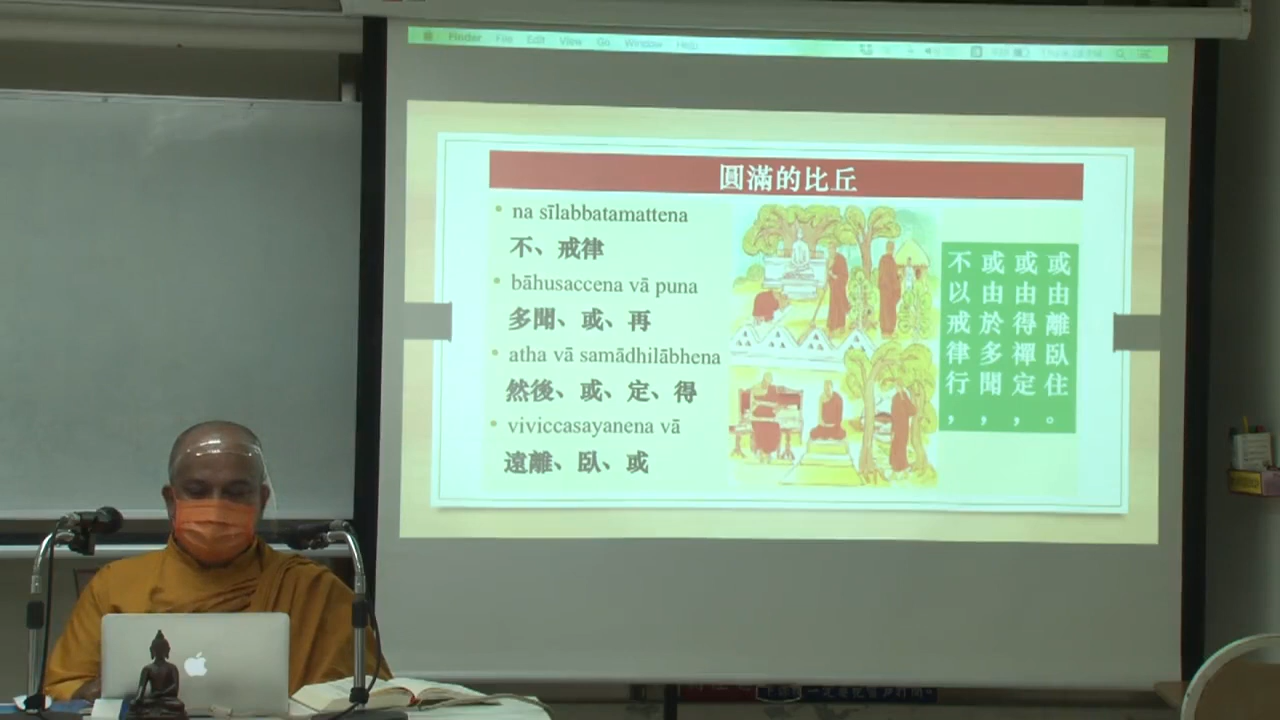 Finder File Edit View Go Window Help
圓滿的比丘
na sīlabbatamattena
不、戒律
bāhusaccena vā puna
多聞、或、再
atha vā samādhilābhena
然後、或、定、得
viviccasayanena vā
遠離、臥、或
不以戒律行，
或由於多聞，
或由得禪定，
或由離臥住。